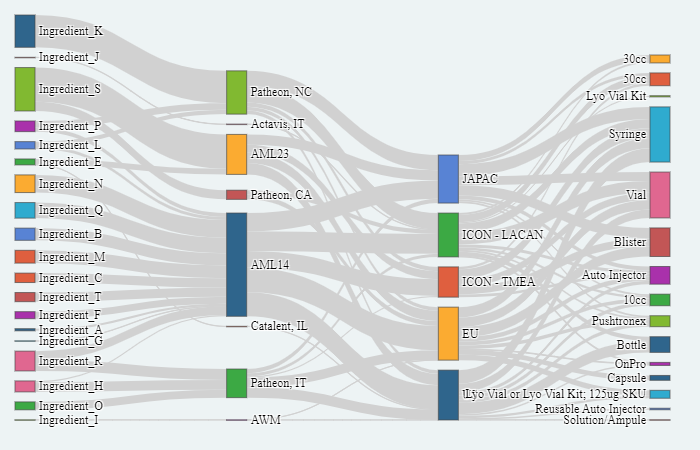 Ingredient_K
Ingredient_J
Ingredient_S
Ingredient_P
Ingredient_L
Ingredient_E
Ingredient_N
Ingredient_Q
Ingredient_B
Ingredient_M
Ingredient_C
Ingredient_T
Ingredient_F
Ingredient_A
Ingredient_G
Ingredient_R
Ingredient_H
Ingredient_O
Ingredient_I
Patheon, NC
Actavis, IT
AML23
Patheon, CA
AML14
Catalent, IL
Patheon, IT
AWM
JAPAC
ICON - LACAN
ICON - TMEA
EU
30cc
50cc
Lyo Vial Kit
Syringe
Vial
Blister
Auto Injector
10cc
Pushtronex
Bottle
OnPro
Capsule
Lyo Vial or Lyo Vial Kit; 125ug SKU
Reusable Auto Injector
Solution/Ampule